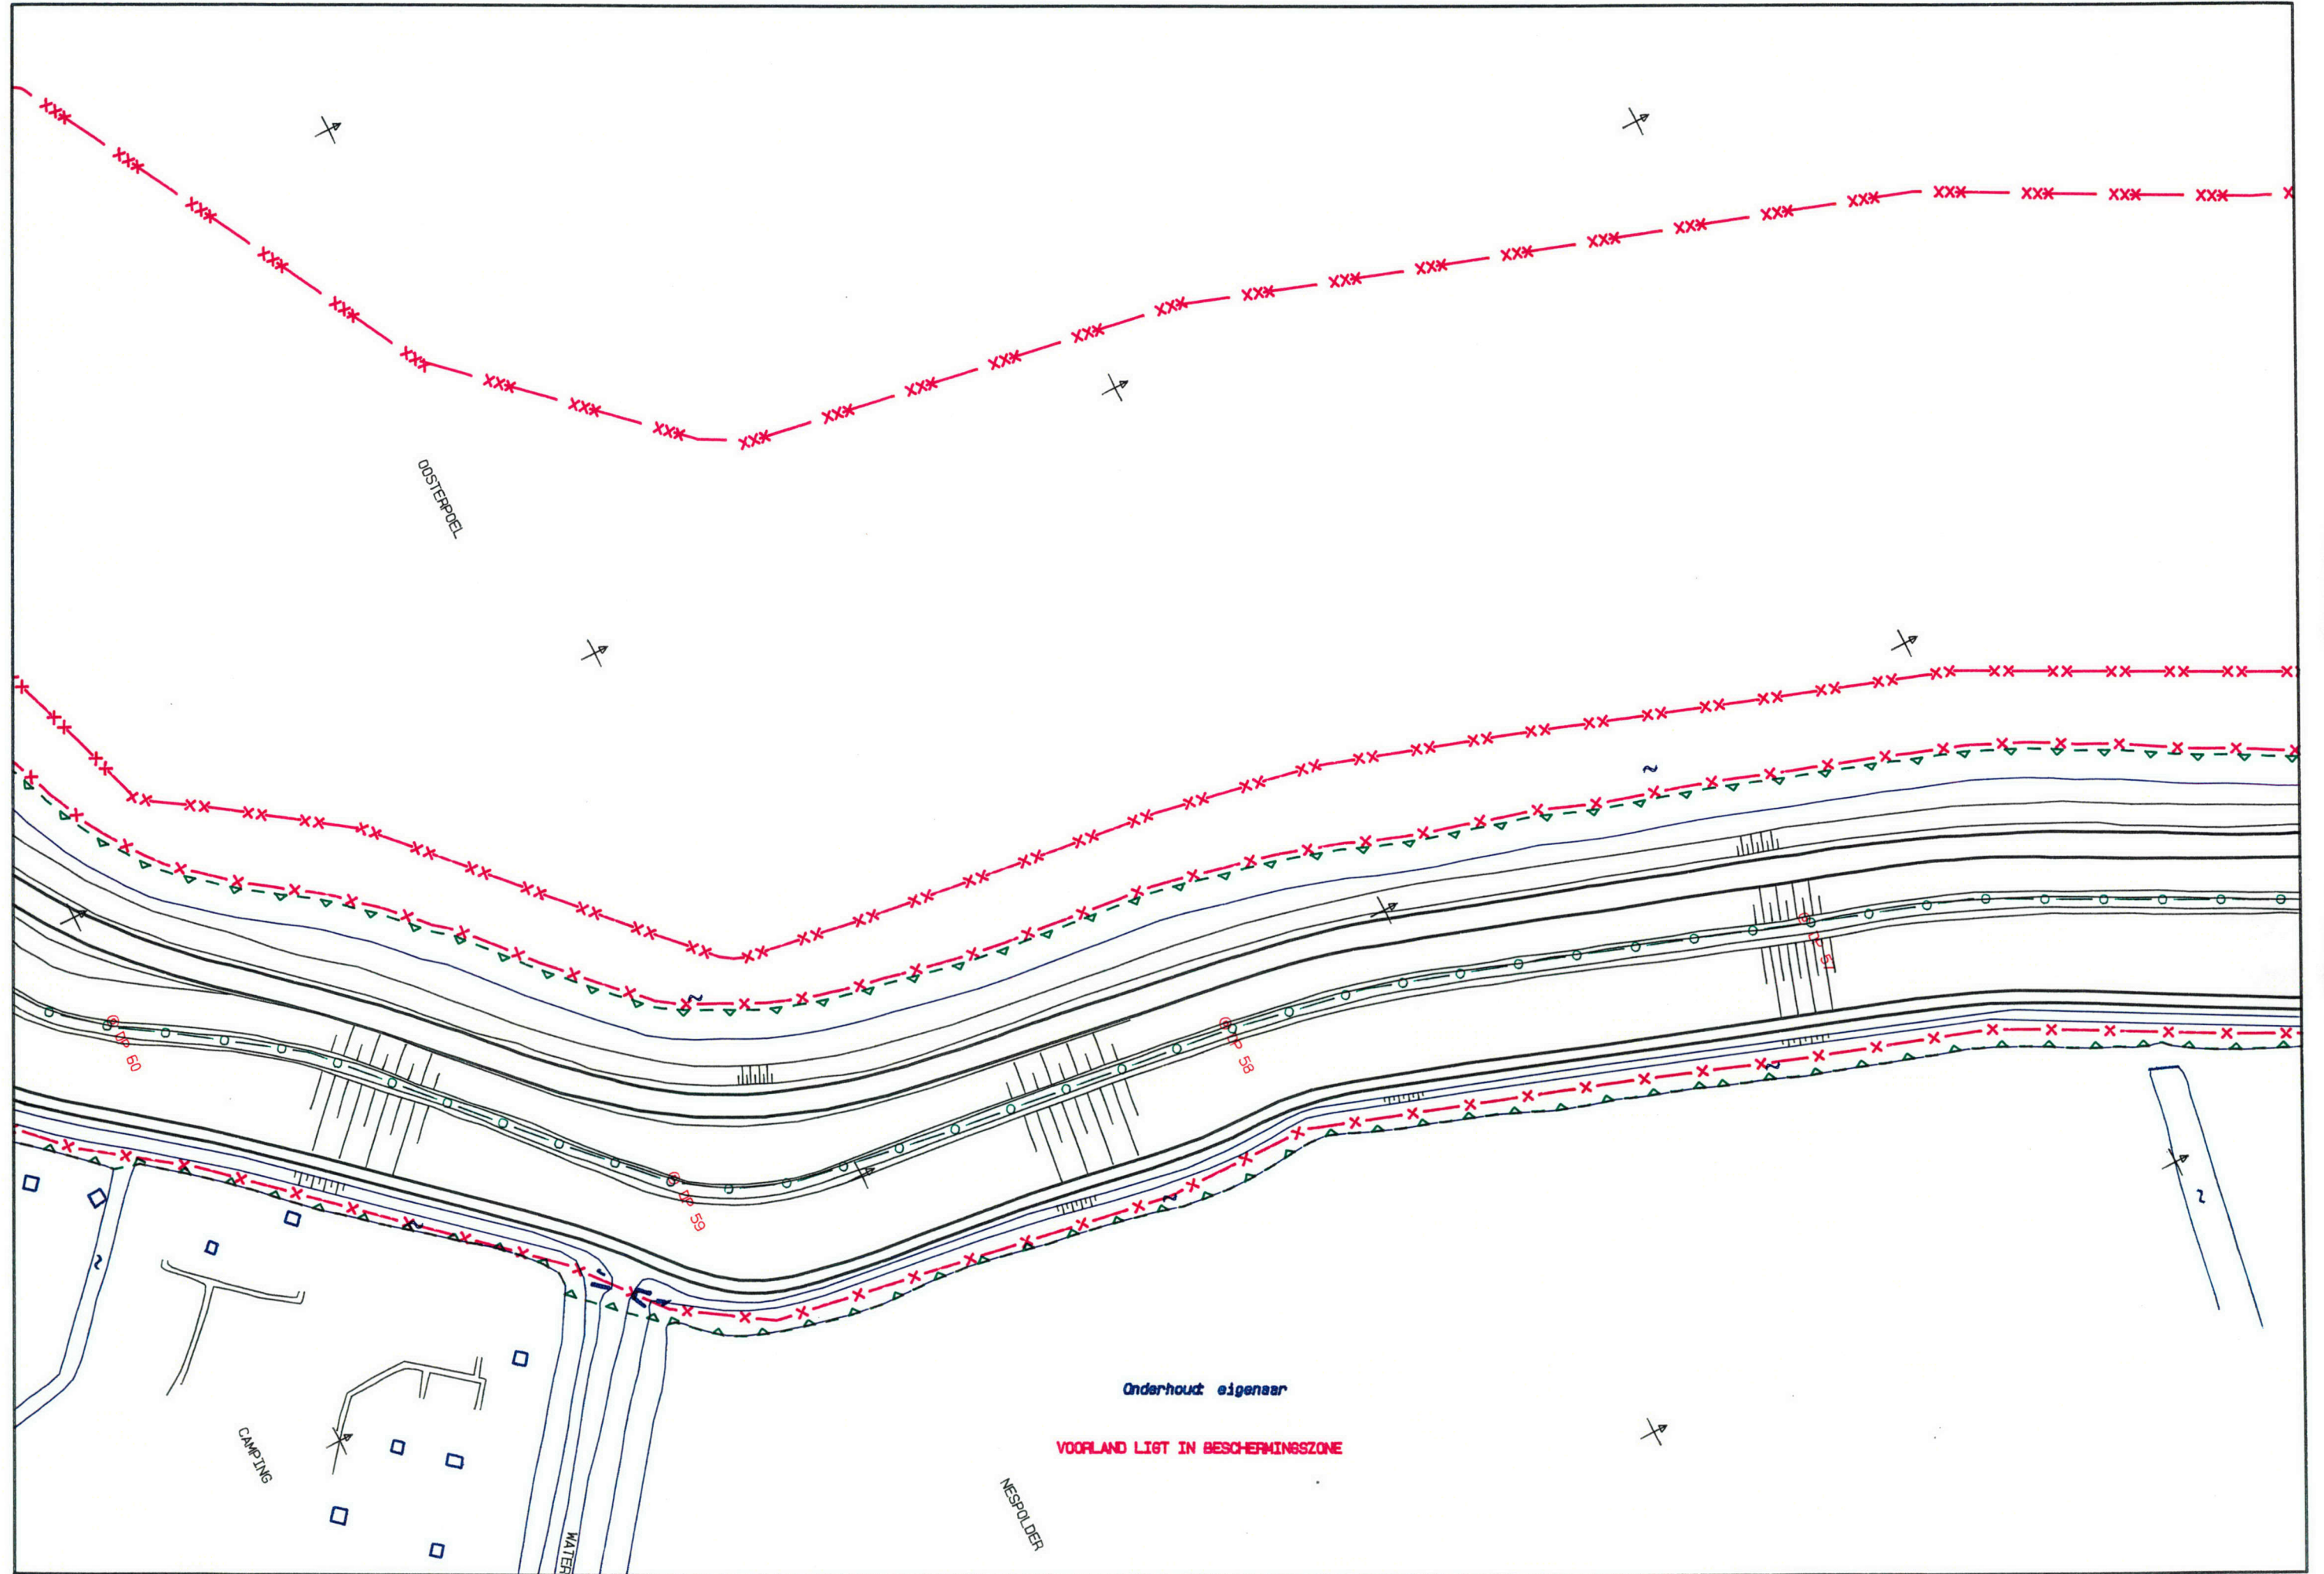 OOSTERPOEL
DP 57
DP 60
DP 58
DP 59
Onderhoud eigenaar
VOORLAND LIGT IN BESCHERMINGSZONE
CAMPING
NESPOLDER
WATER